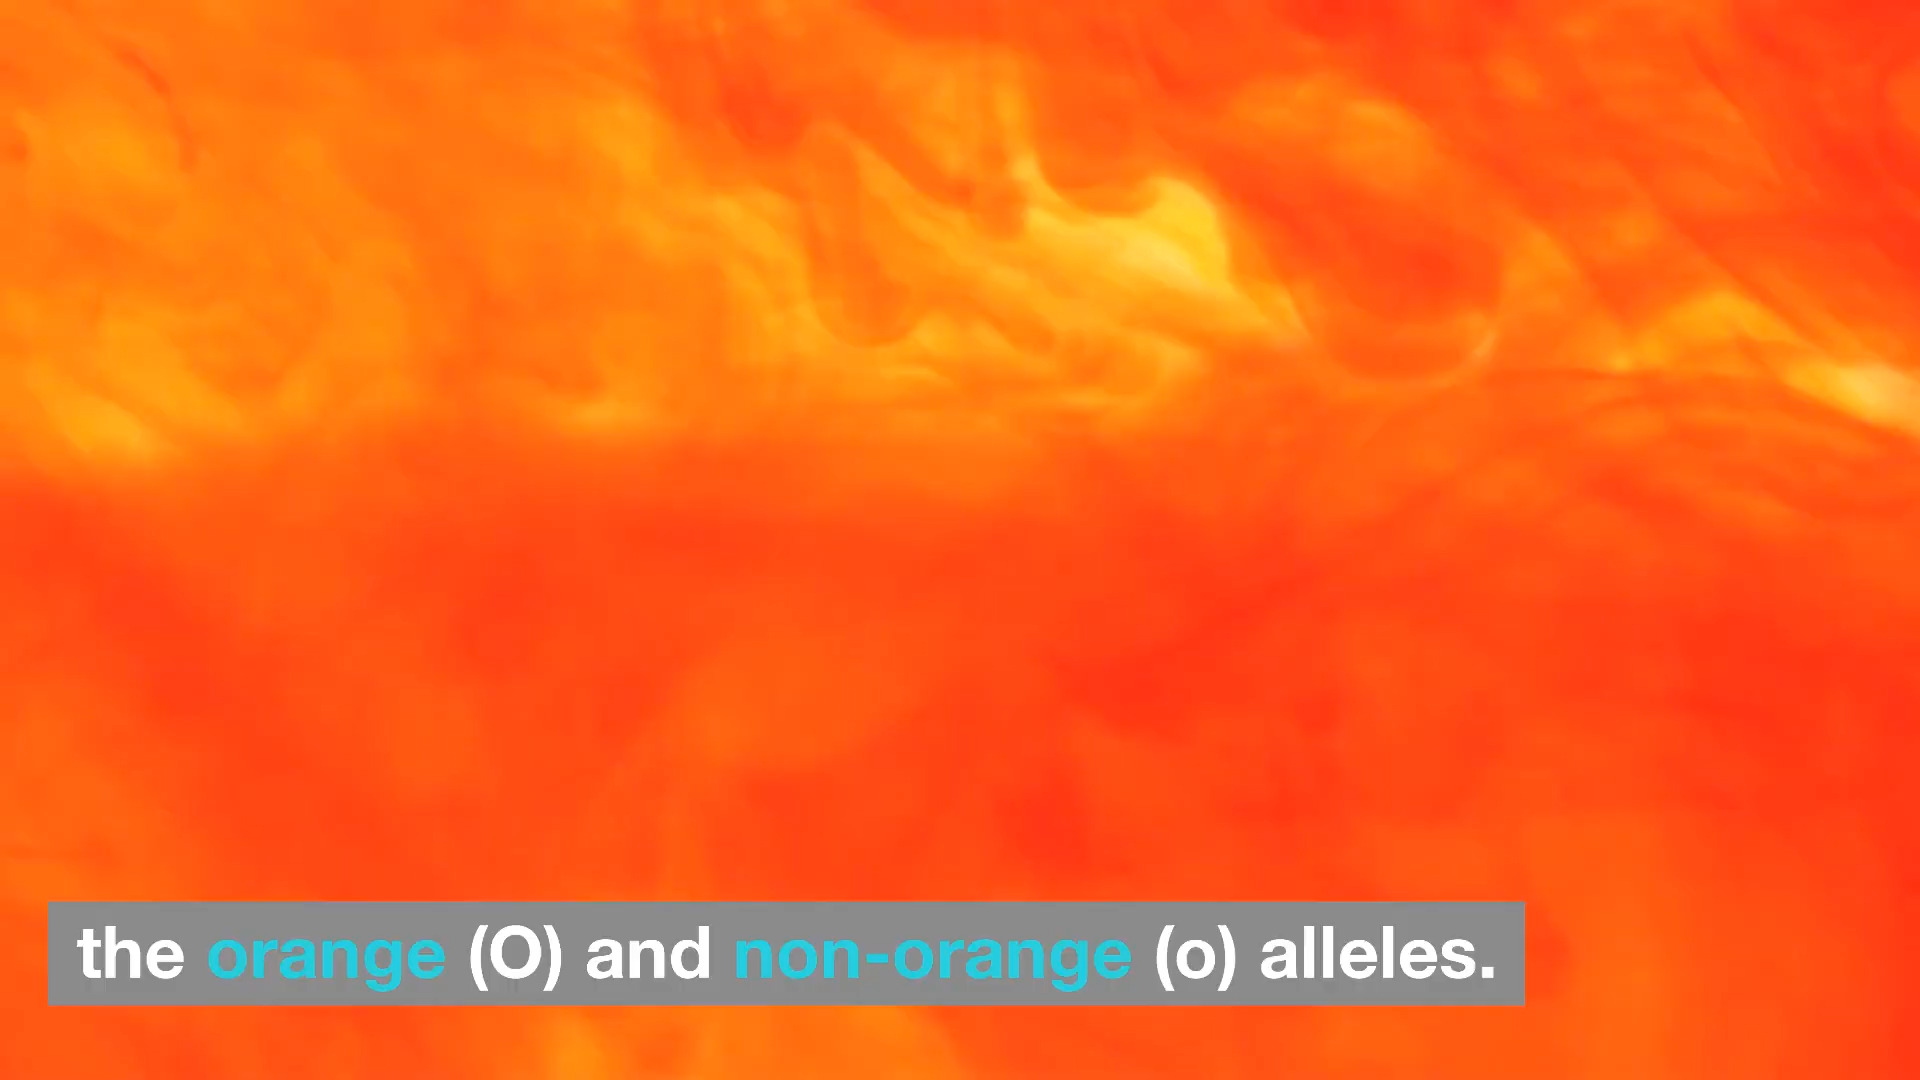 the orange (O) and non-orange (o) alleles.